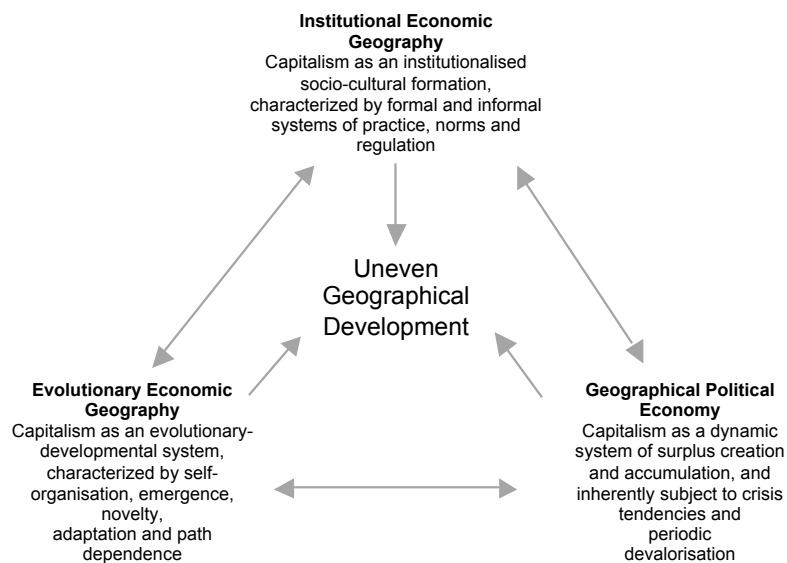 Institutional Economic
Geography
Capitalism as an institutionalised
socio-cultural formation,
characterized by formal and informal
systems of practice, norms and
regulation
Uneven
Geographical
Development
Evolutionary Economic
Geography
Capitalism as an evolutionary-
developmental system,
characterized by self-
organisation, emergence,
novelty,
adaptation and path
dependence
Geographical Political
Economy
Capitalism as a dynamic
system of surplus creation
and accumulation, and
inherently subject to crisis
tendencies and
periodic
devalorisation